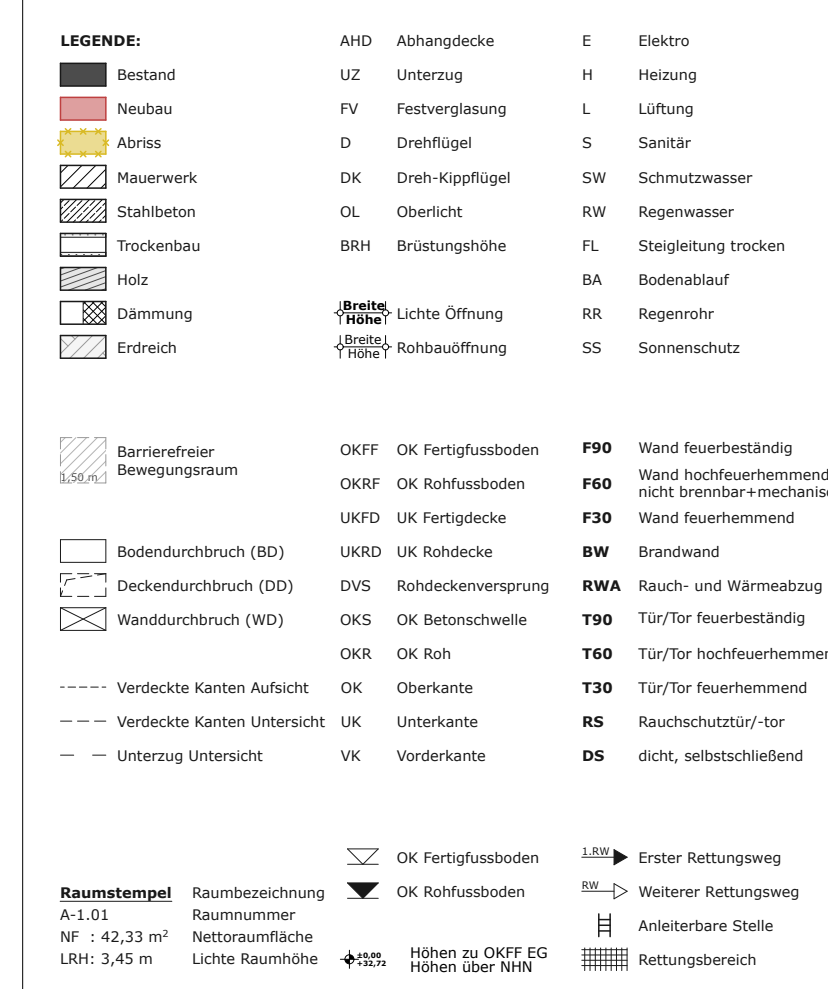 LEGENDE:
Bestand
Neubau
Abriss
Mauerwerk
Stahlbeton
Trockenbau
Holz
Dämmung
Erdreich
1,50 m
Barrierefreier
Bewegungsraum
Bodendurchbruch (BD)
Deckendurchbruch (DD)
Wanddurchbruch (WD)
Verdeckte Kanten Aufsicht
Verdeckte Kanten Untersicht
Unterzug Untersicht
Raumstempel Raumbezeichnung
A-1.01 Raumnummer
NF : 42,33 m² Nettoraumfläche
LRH: 3,45 m Lichte Raumhöhe
AHD Abhangdecke
UZ Unterzug
FV Festverglasung
D Drehflügel
DK Dreh-Kippflügel
OL Oberlicht
BRH Brüstungshöhe
Breite
Höhe
Lichte Öffnung
Breite
Höhe
Rohbauöffnung
OKFF OK Fertigfussboden
OKRF OK Rohfussboden
UKFD UK Fertigdecke
UKRD UK Rohdecke
DVS Rohdeckenversprung
OKS OK Betonschwelle
OKR OK Roh
OK Oberkante
UK Unterkante
VK Vorderkante
OK Fertigfussboden
OK Rohfussboden
±0,00
+32,72
Höhen zu OKFF EG
Höhen über NHN
E Elektro
H Heizung
L Lüftung
S Sanitär
SW Schmutzwasser
RW Regenwasser
FL Steigleitung trocken
BA Bodenablauf
RR Regenrohr
SS Sonnenschutz
F90 Wand feuerbeständig
F60 Wand hochfeuerhemmend
nicht brennbar+mechanis
F30 Wand feuerhemmend
BW Brandwand
RWA Rauch- und Wärmeabzug
T90 Tür/Tor feuerbeständig
T60 Tür/Tor hochfeuerhemme
T30 Tür/Tor feuerhemmend
RS Rauchschutztür/-tor
DS dicht, selbstschließend
1.RW Erster Rettungsweg
RW Weiterer Rettungsweg
Anleiterbare Stelle
Rettungsbereich